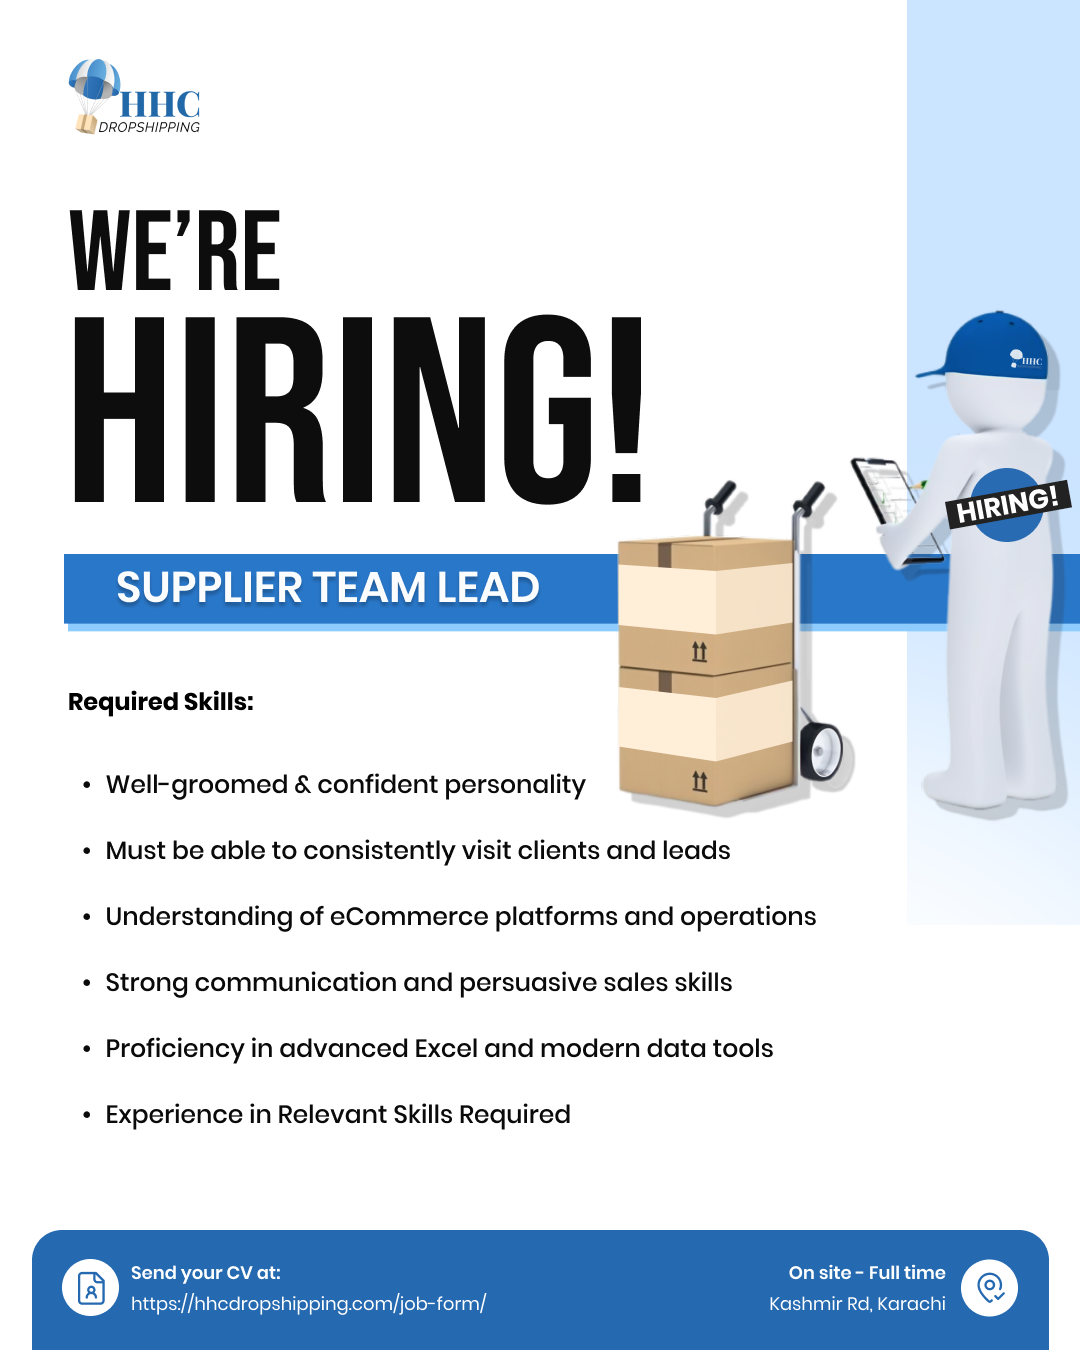 HHC
DROPSHIPPING
WE'RE
HIRING!
HHC
HIRING!
SUPPLIER TEAM LEAD
Required Skills:
• Well-groomed & confident personality
• Must be able to consistently visit clients and leads
• Understanding of eCommerce platforms and operations
• Strong communication and persuasive sales skills
• Proficiency in advanced Excel and modern data tools
• Experience in Relevant Skills Required
Send your CV at:
https://hhcdropshipping.com/job-form/
On site - Full time
Kashmir Rd, Karachi